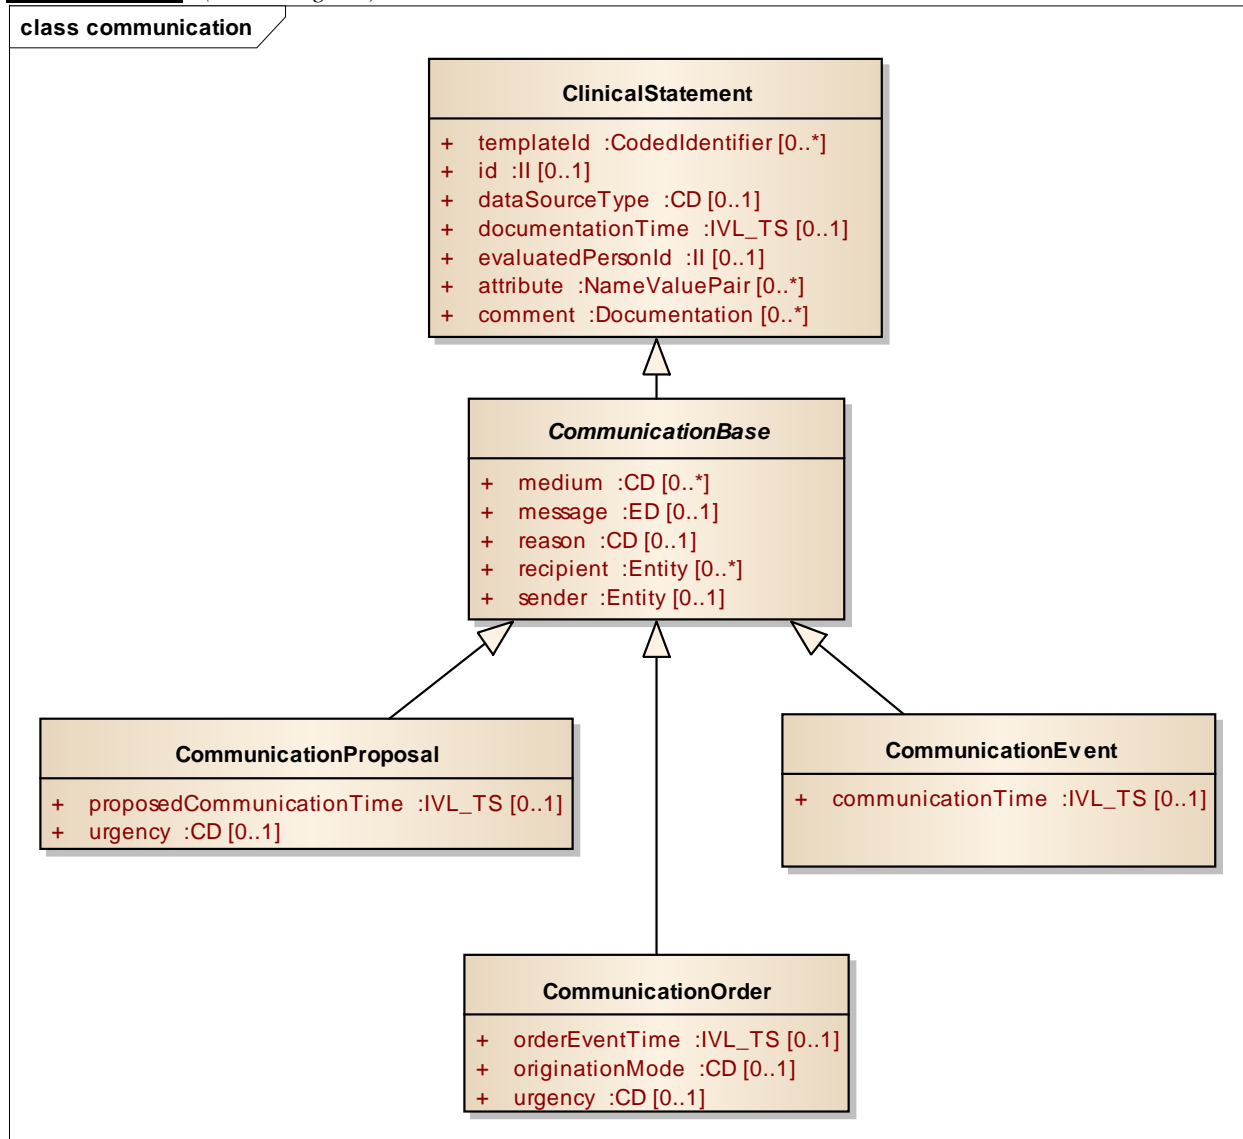 class communication
ClinicalStatement
+ templateId :CodedIdentifier [0..*]
+ id :II [0..1]
+ dataSourceType :CD [0..1]
+ documentationTime :IVL_TS [0..1]
+ evaluatedPersonId :II [0..1]
+ attribute :NameValuePair [0..*]
+ comment :Documentation [0..*]
CommunicationBase
+ medium :CD [0..*]
+ message :ED [0..1]
+ reason :CD [0..1]
+ recipient :Entity [0..*]
+ sender :Entity [0..1]
CommunicationProposal
+ proposedCommunicationTime :IVL_TS [0..1]
+ urgency :CD [0..1]
CommunicationEvent
+ communicationTime :IVL_TS [0..1]
CommunicationOrder
+ orderEventTime :IVL_TS [0..1]
+ originationMode :CD [0..1]
+ urgency :CD [0..1]